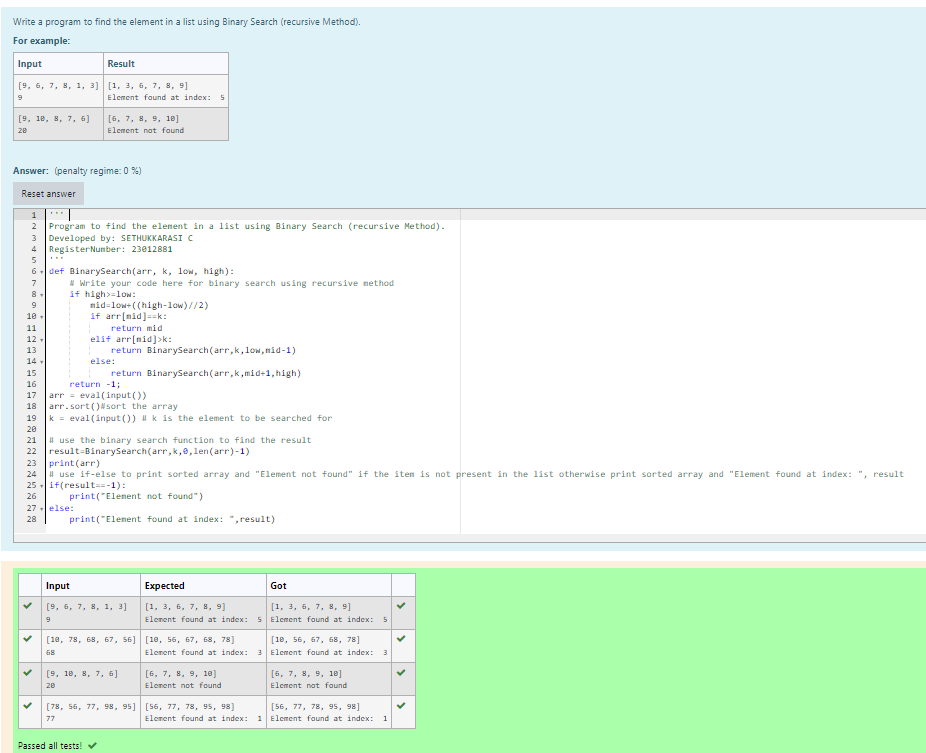 Write a program to find the element in a list using Binary Search (recursive Method).
For example:
Input Result
[9, 6, 7, 8, 1, 3] [1, 3, 6, 7, 8, 9]
9 Element found at index:  5
[9, 10, 8, 7, 6] [6, 7, 8, 9, 10]
20 Element not found
Answer: (penalty regime: 0 %)
Reset answer
1 '''
2 Program to find the element in a list using Binary Search (recursive Method).
3 Developed by: SETHUKKARASI C
4 RegisterNumber: 23012881
5 '''
6 def BinarySearch(arr, k, low, high):
7     # Write your code here for binary search using recursive method
8     if high>=low:
9         mid=low+((high-low)//2)
10         if arr[mid]==k:
11             return mid
12         elif arr[mid]>k:
13             return BinarySearch(arr,k,low,mid-1)
14         else:
15             return BinarySearch(arr,k,mid+1,high)
16     return -1;
17 arr = eval(input())
18 arr.sort()#sort the array
19 k = eval(input()) # k is the element to be searched for
20
21 # use the binary search function to find the result
22 result=BinarySearch(arr,k,0,len(arr)-1)
23 print(arr)
24 # use if-else to print sorted array and "Element not found" if the item is not present in the list otherwise print sorted array and "Element found at index: ", result
25 if(result==-1):
26     print("Element not found")
27 else:
28     print("Element found at index: ",result)
Input Expected Got
[9, 6, 7, 8, 1, 3] [1, 3, 6, 7, 8, 9] [1, 3, 6, 7, 8, 9]
9 Element found at index:  5 Element found at index:  5
[10, 78, 68, 67, 56] [10, 56, 67, 68, 78] [10, 56, 67, 68, 78]
68 Element found at index:  3 Element found at index:  3
[9, 10, 8, 7, 6] [6, 7, 8, 9, 10] [6, 7, 8, 9, 10]
20 Element not found Element not found
[78, 56, 77, 98, 95] [56, 77, 78, 95, 98] [56, 77, 78, 95, 98]
77 Element found at index:  1 Element found at index:  1
Passed all tests!